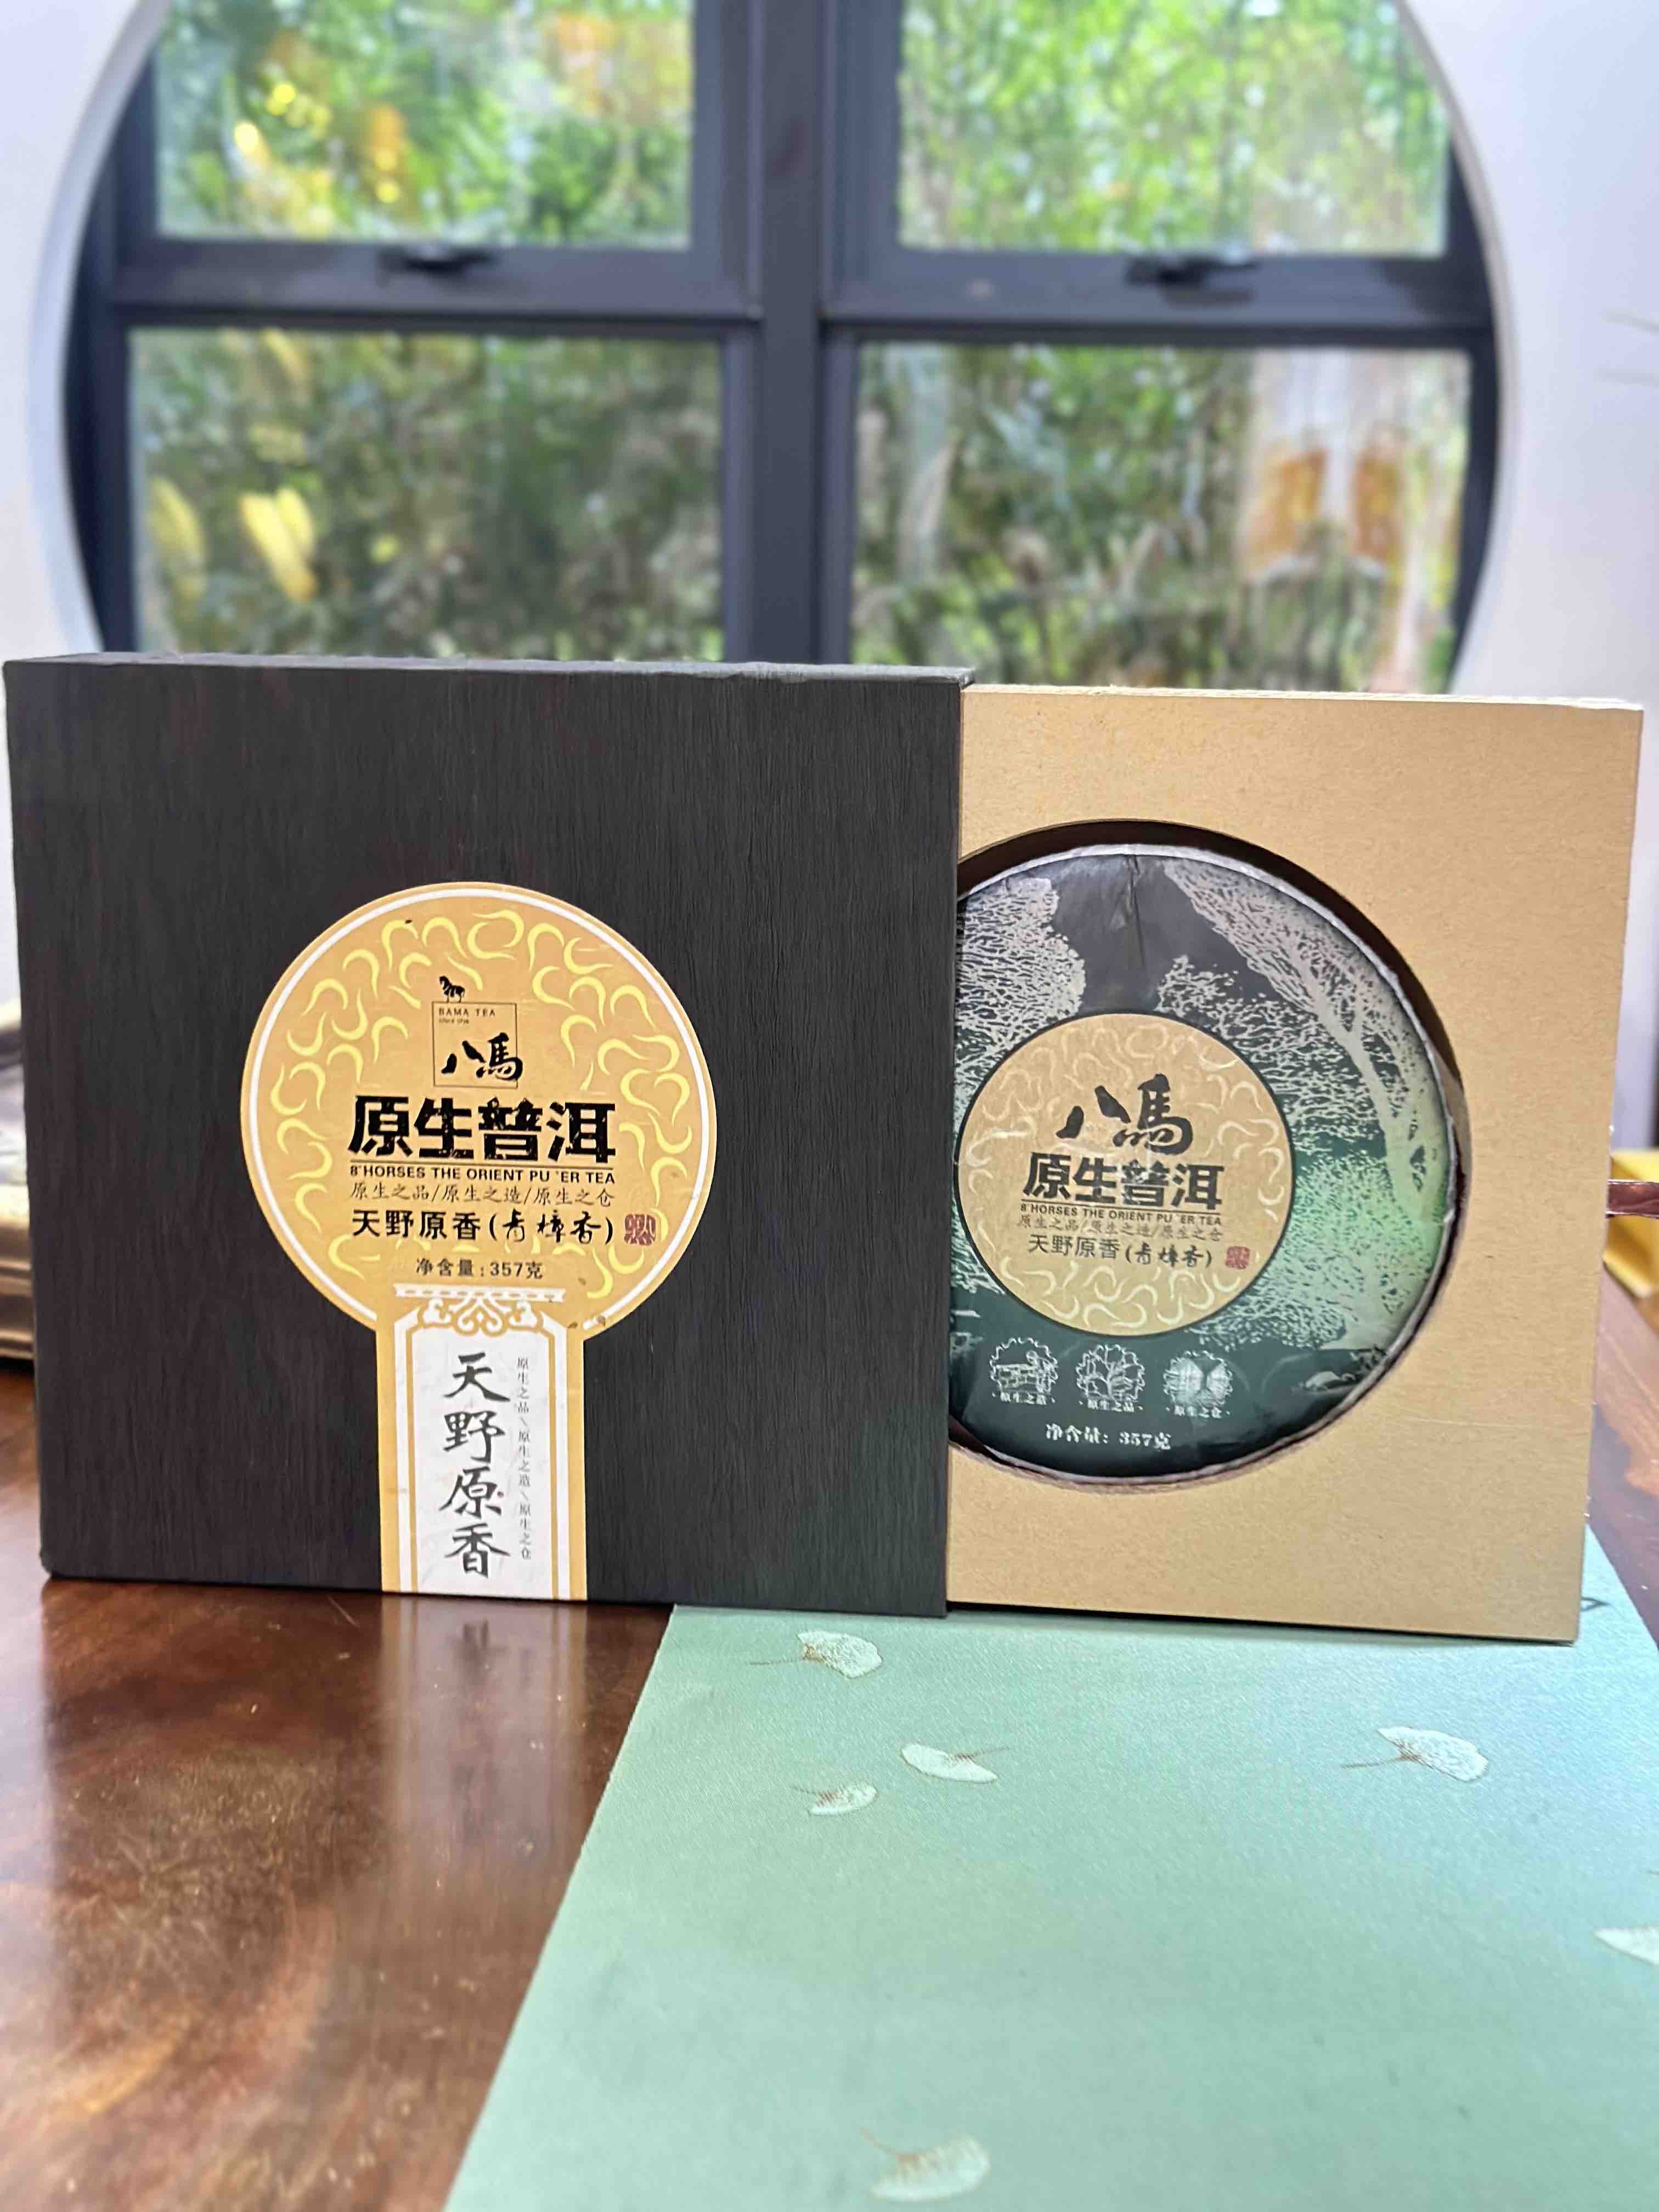 BAMA TEA
八馬
原生普洱
8'HORSES THE ORIENT PU 'ER TEA
原生之品/原生之造/原生之仓
天野原香(青樟香) 熟
净含量:357克
天野原香
原生之品\原生之造\原生之仓
八馬
原生普洱
8'HORSES THE ORIENT PU 'ER TEA
原生之品/原生之造/原生之仓
天野原香(青樟香) 熟
·原生之造· ·原生之品· ·原生之仓·
净含量: 357克